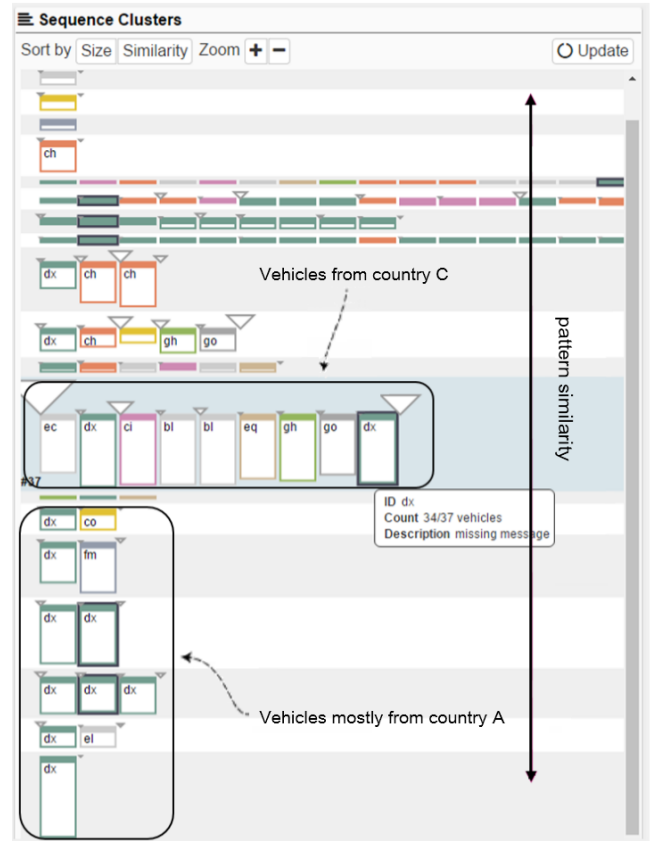 Sequence Clusters
Sort by Size Similarity Zoom + − Update
ch
dx ch ch
Vehicles from country C
dx ch gh go
pattern similarity
ec dx ci bl bl eq gh go dx
#37
ID dx
Count 34/37 vehicles
Description missing message
dx co
dx fm
dx dx
dx dx dx
Vehicles mostly from country A
dx el
dx